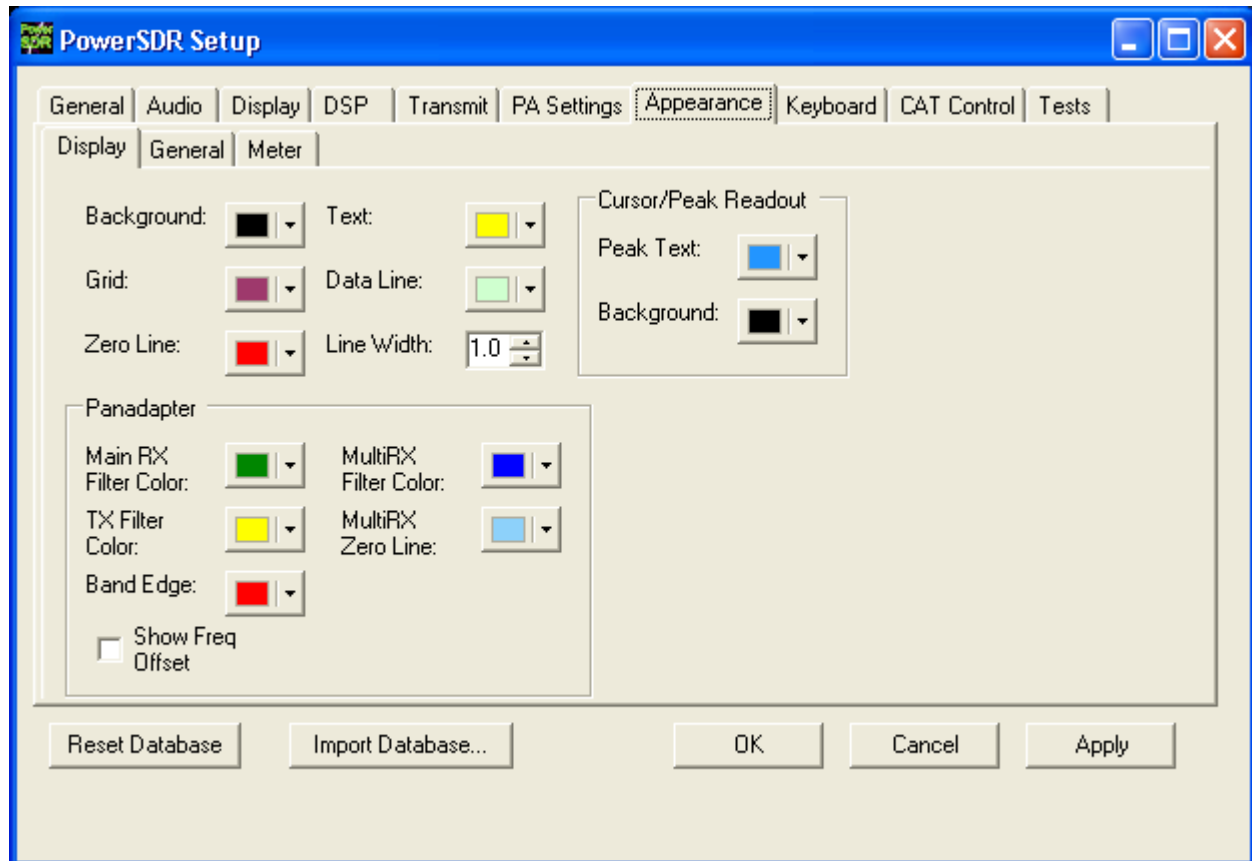 Power SDR PowerSDR Setup
General Audio Display DSP Transmit PA Settings Appearance Keyboard CAT Control Tests
Display General Meter
Background:
Text:
Grid:
Data Line:
Zero Line:
Line Width: 1.0
Cursor/Peak Readout
Peak Text:
Background:
Panadapter
Main RX
Filter Color:
MultiRX
Filter Color:
TX Filter
Color:
MultiRX
Zero Line:
Band Edge:
Show Freq
Offset
Reset Database Import Database... OK Cancel Apply